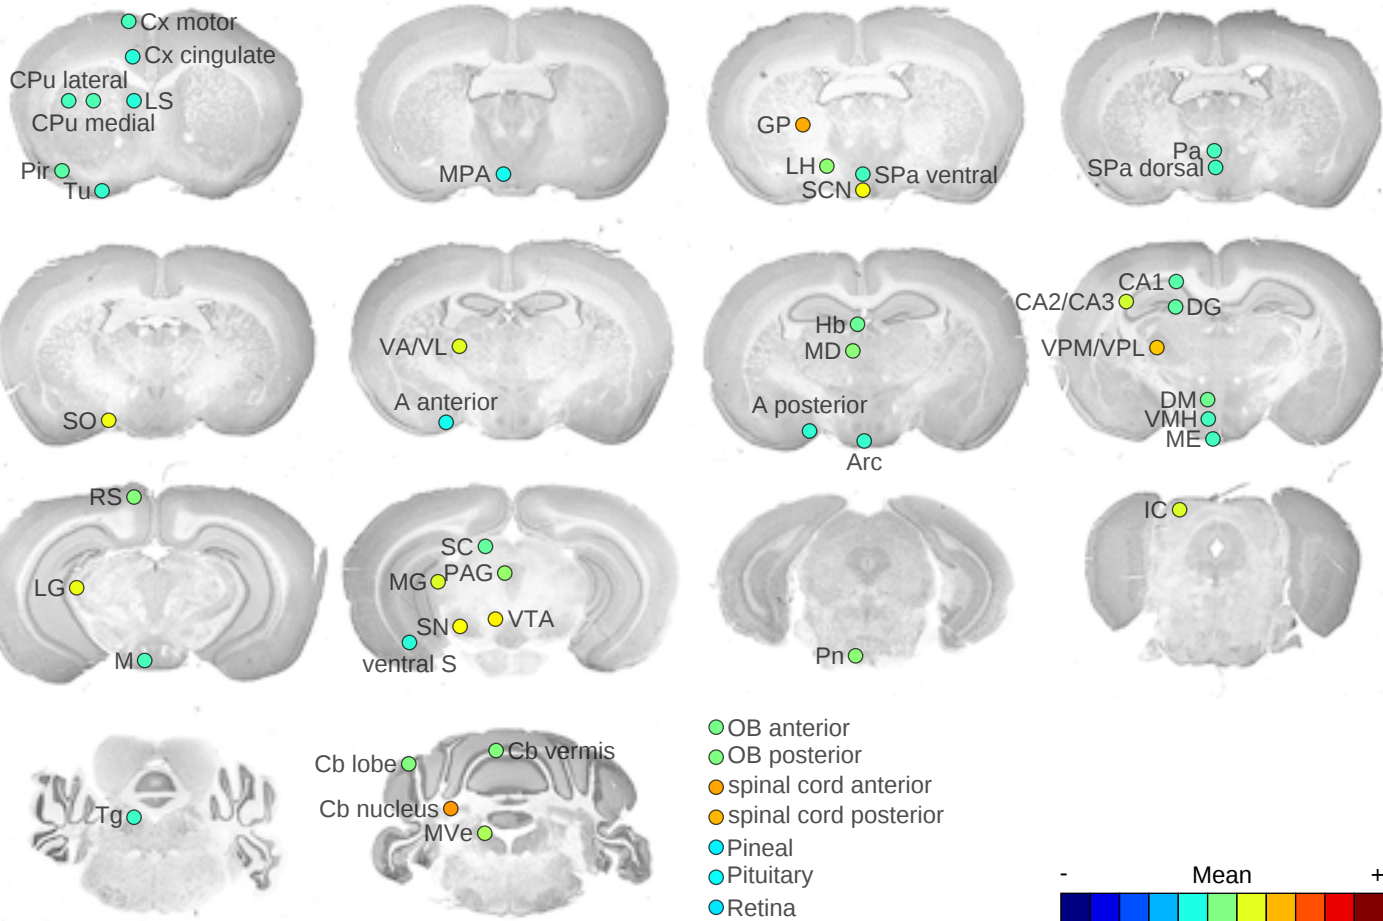 Cx motor
Cx cingulate
CPu lateral
LS
CPu medial
Pir
Tu
MPA
GP
LH
SPa ventral
SCN
Pa
SPa dorsal
SO
VA/VL
A anterior
Hb
MD
A posterior
Arc
CA1
CA2/CA3
DG
VPM/VPL
DM
VMH
ME
RS
LG
M
SC
PAG
MG
VTA
SN
ventral S
Pn
IC
Tg
Cb vermis
Cb lobe
Cb nucleus
MVe
OB anterior
OB posterior
spinal cord anterior
spinal cord posterior
Pineal
Pituitary
Retina
- Mean +